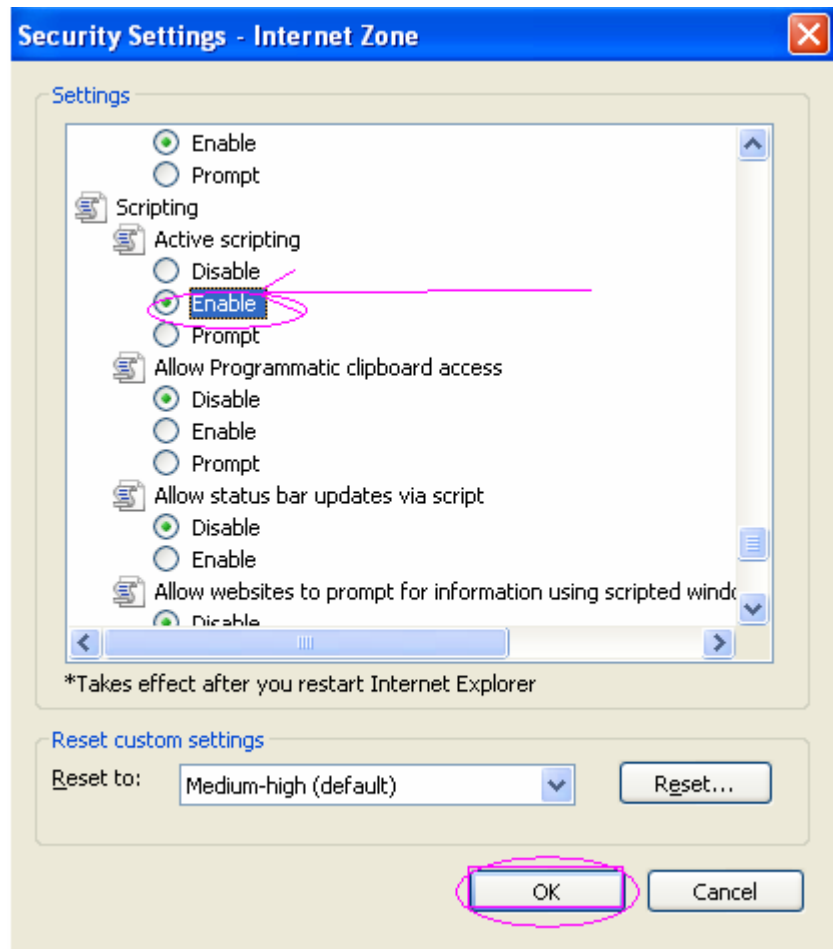 Security Settings - Internet Zone
Settings
Enable
Prompt
Scripting
Active scripting
Disable
Enable
Prompt
Allow Programmatic clipboard access
Disable
Enable
Prompt
Allow status bar updates via script
Disable
Enable
Allow websites to prompt for information using scripted windo
Disable
*Takes effect after you restart Internet Explorer
Reset custom settings
Reset to: Medium-high (default) Reset...
OK Cancel